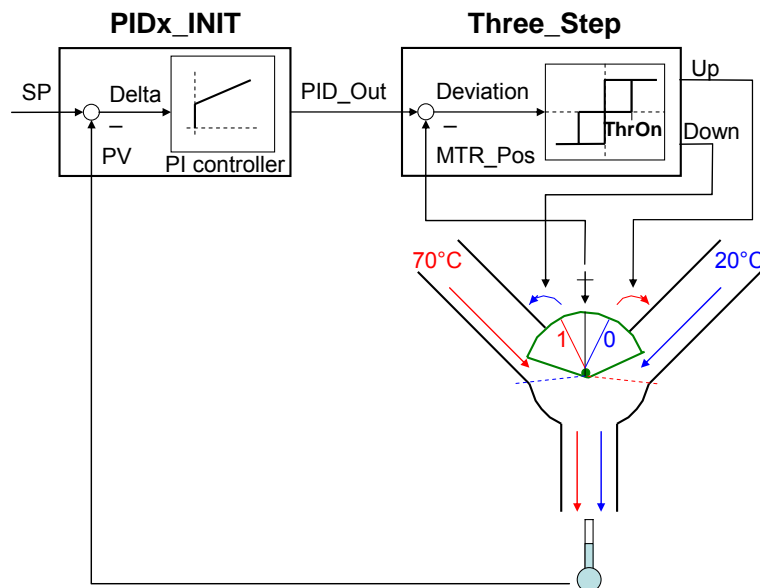 PIDx_INIT
Three_Step
SP
Delta
PV
PI controller
PID_Out
Deviation
MTR_Pos
ThrOn
Up
Down
70°C
20°C
1
0